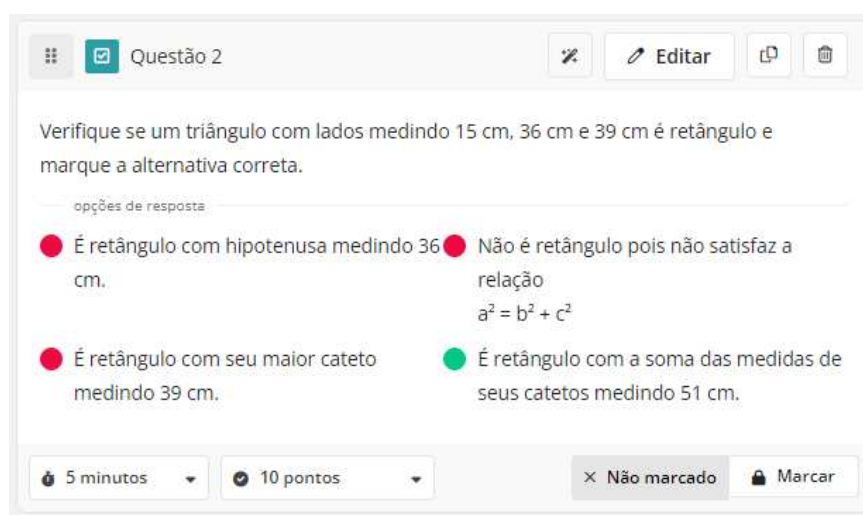 Questão 2
Editar
Verifique se um triângulo com lados medindo 15 cm, 36 cm e 39 cm é retângulo e
marque a alternativa correta.
opções de resposta
É retângulo com hipotenusa medindo 36
cm.
Não é retângulo pois não satisfaz a
relação
a² = b² + c²
É retângulo com seu maior cateto
medindo 39 cm.
É retângulo com a soma das medidas de
seus catetos medindo 51 cm.
5 minutos
10 pontos
× Não marcado
Marcar